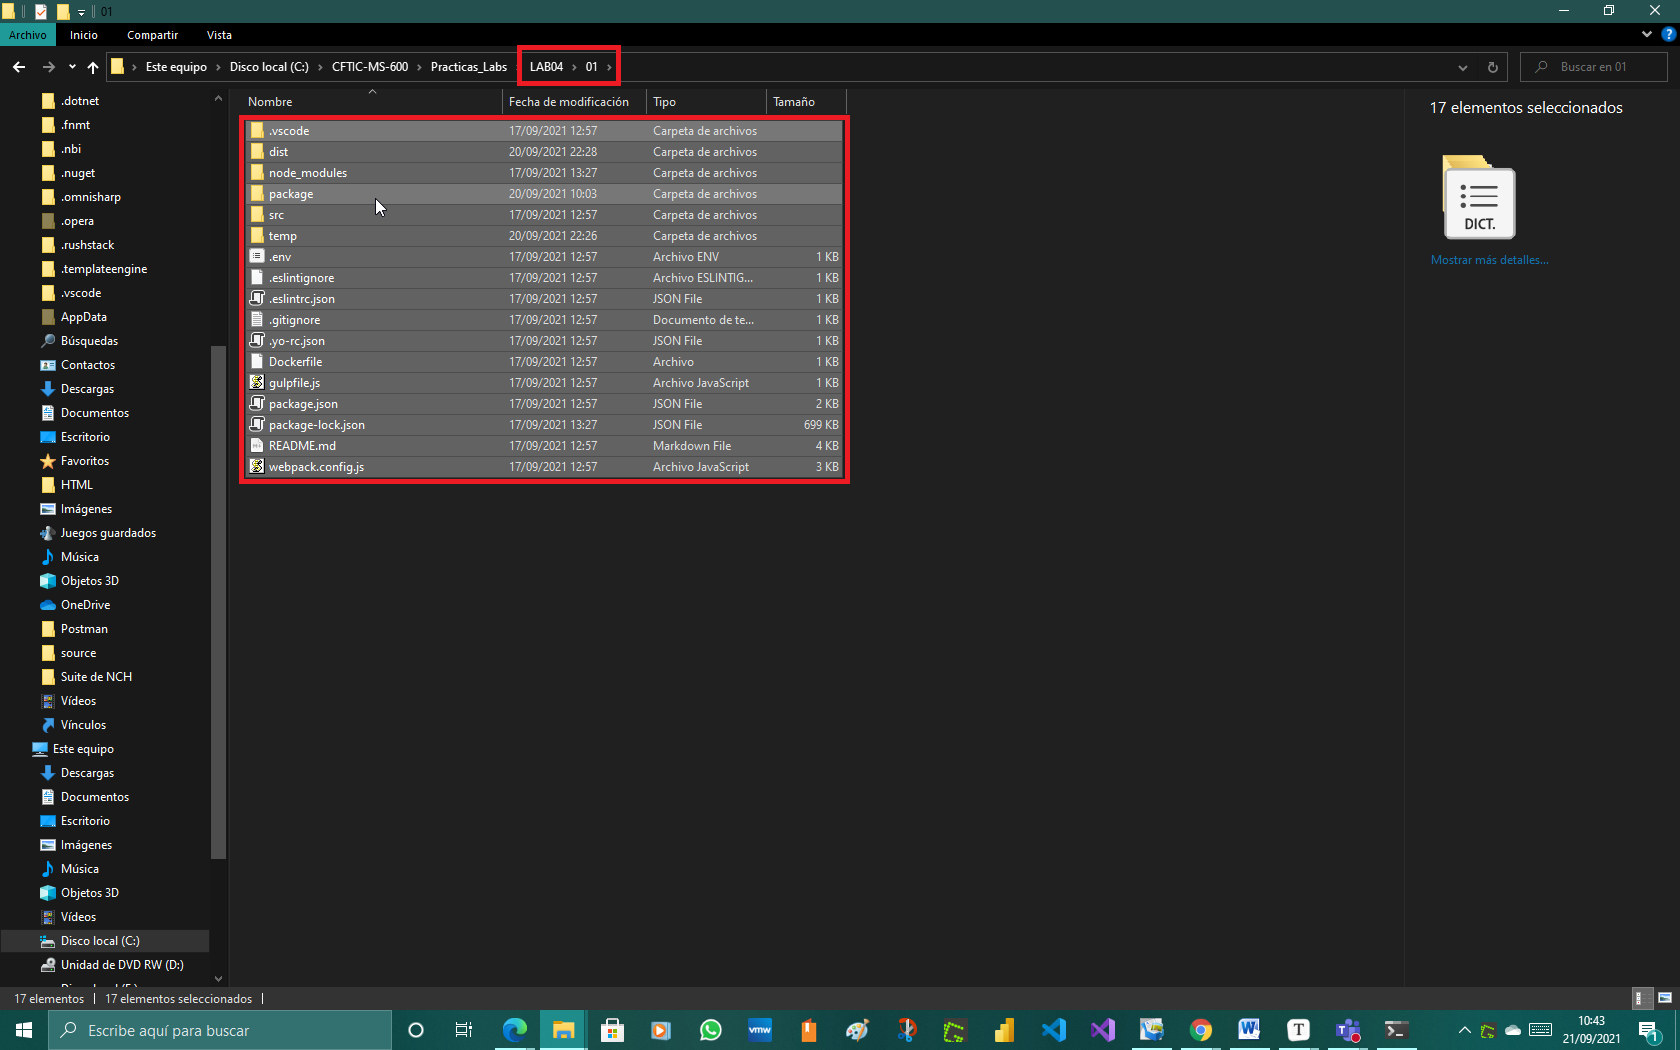 01
Archivo Inicio Compartir Vista
Este equipo Disco local (C:) CFTIC-MS-600 Practicas_Labs LAB04 01 Buscar en 01
.dotnet
.fnmt
.nbi
.nuget
.omnisharp
.opera
.rushstack
.templateengine
.vscode
AppData
Búsquedas
Contactos
Descargas
Documentos
Escritorio
Favoritos
HTML
Imágenes
Juegos guardados
Música
Objetos 3D
OneDrive
Postman
source
Suite de NCH
Vídeos
Vínculos
Este equipo
Descargas
Documentos
Escritorio
Imágenes
Música
Objetos 3D
Vídeos
Disco local (C:)
Unidad de DVD RW (D:)
Nombre Fecha de modificación Tipo Tamaño
.vscode 17/09/2021 12:57 Carpeta de archivos
dist 20/09/2021 22:28 Carpeta de archivos
node_modules 17/09/2021 13:27 Carpeta de archivos
package 20/09/2021 10:03 Carpeta de archivos
src 17/09/2021 12:57 Carpeta de archivos
temp 20/09/2021 22:26 Carpeta de archivos
.env 17/09/2021 12:57 Archivo ENV 1 KB
.eslintignore 17/09/2021 12:57 Archivo ESLINTIG... 1 KB
.eslintrc.json 17/09/2021 12:57 JSON File 1 KB
.gitignore 17/09/2021 12:57 Documento de te... 1 KB
.yo-rc.json 17/09/2021 12:57 JSON File 1 KB
Dockerfile 17/09/2021 12:57 Archivo 1 KB
gulpfile.js 17/09/2021 12:57 Archivo JavaScript 1 KB
package.json 17/09/2021 12:57 JSON File 2 KB
package-lock.json 17/09/2021 13:27 JSON File 699 KB
README.md 17/09/2021 12:57 Markdown File 4 KB
webpack.config.js 17/09/2021 12:57 Archivo JavaScript 3 KB
17 elementos seleccionados
DICT.
Mostrar más detalles...
17 elementos 17 elementos seleccionados
Escribe aquí para buscar
vmw
10:43
21/09/2021
1